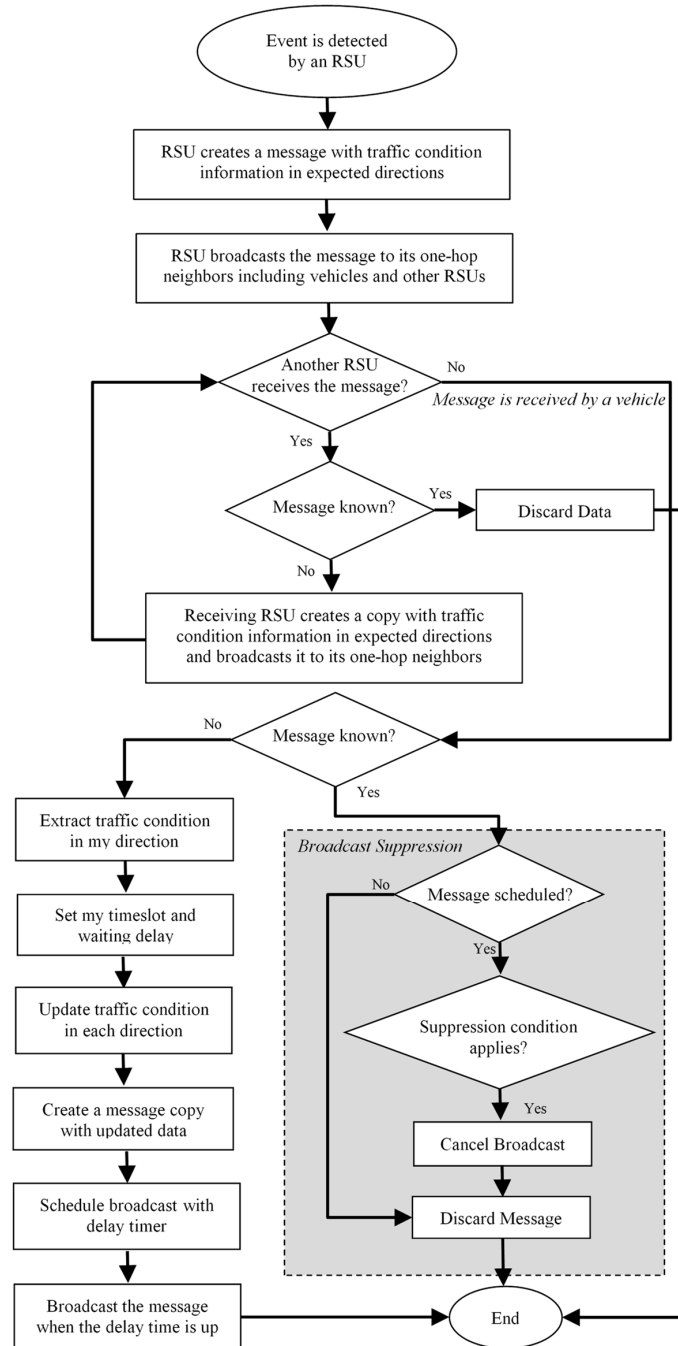 Event is detected
by an RSU
RSU creates a message with traffic condition
information in expected directions
RSU broadcasts the message to its one-hop
neighbors including vehicles and other RSUs
Another RSU
receives the message?
No
Message is received by a vehicle
Yes
Message known?
Yes
Discard Data
No
Receiving RSU creates a copy with traffic
condition information in expected directions
and broadcasts it to its one-hop neighbors
Message known?
No
Yes
Extract traffic condition
in my direction
Set my timeslot and
waiting delay
Update traffic condition
in each direction
Create a message copy
with updated data
Schedule broadcast with
delay timer
Broadcast the message
when the delay time is up
Broadcast Suppression
Message scheduled?
No
Yes
Suppression condition
applies?
Yes
Cancel Broadcast
Discard Message
End